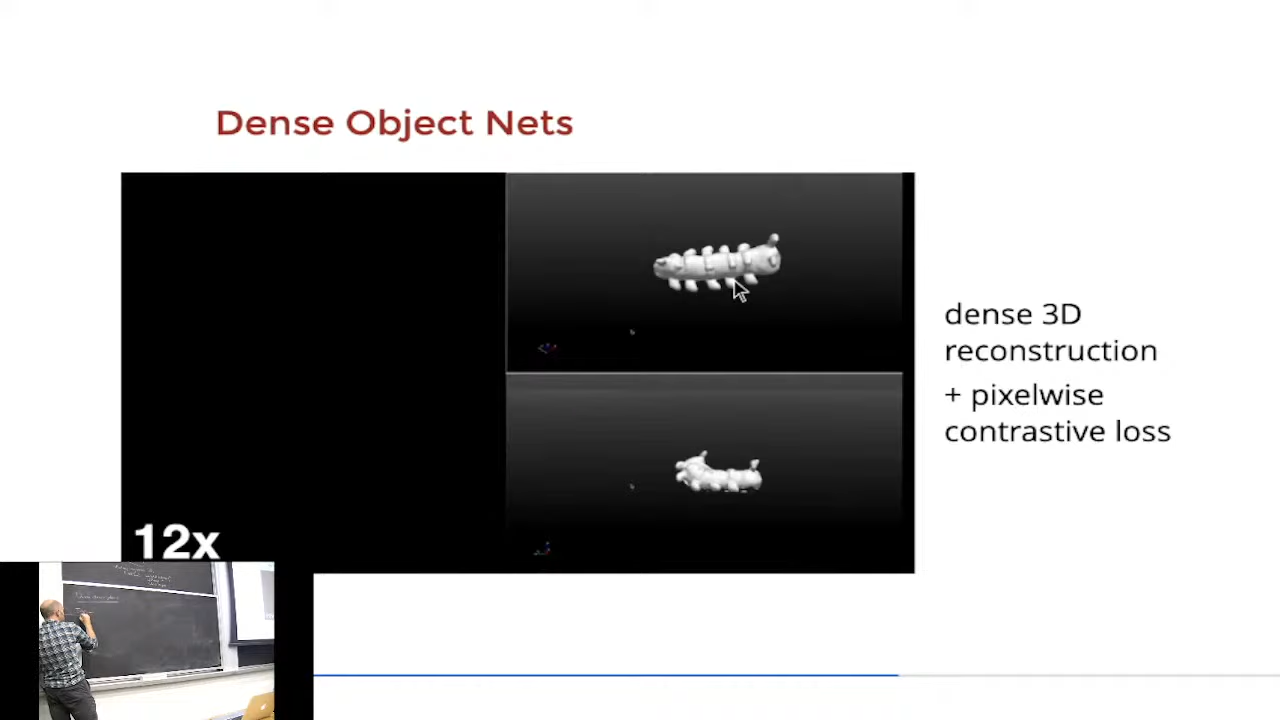 Dense Object Nets
dense 3D
reconstruction
+ pixelwise
contrastive loss
12x